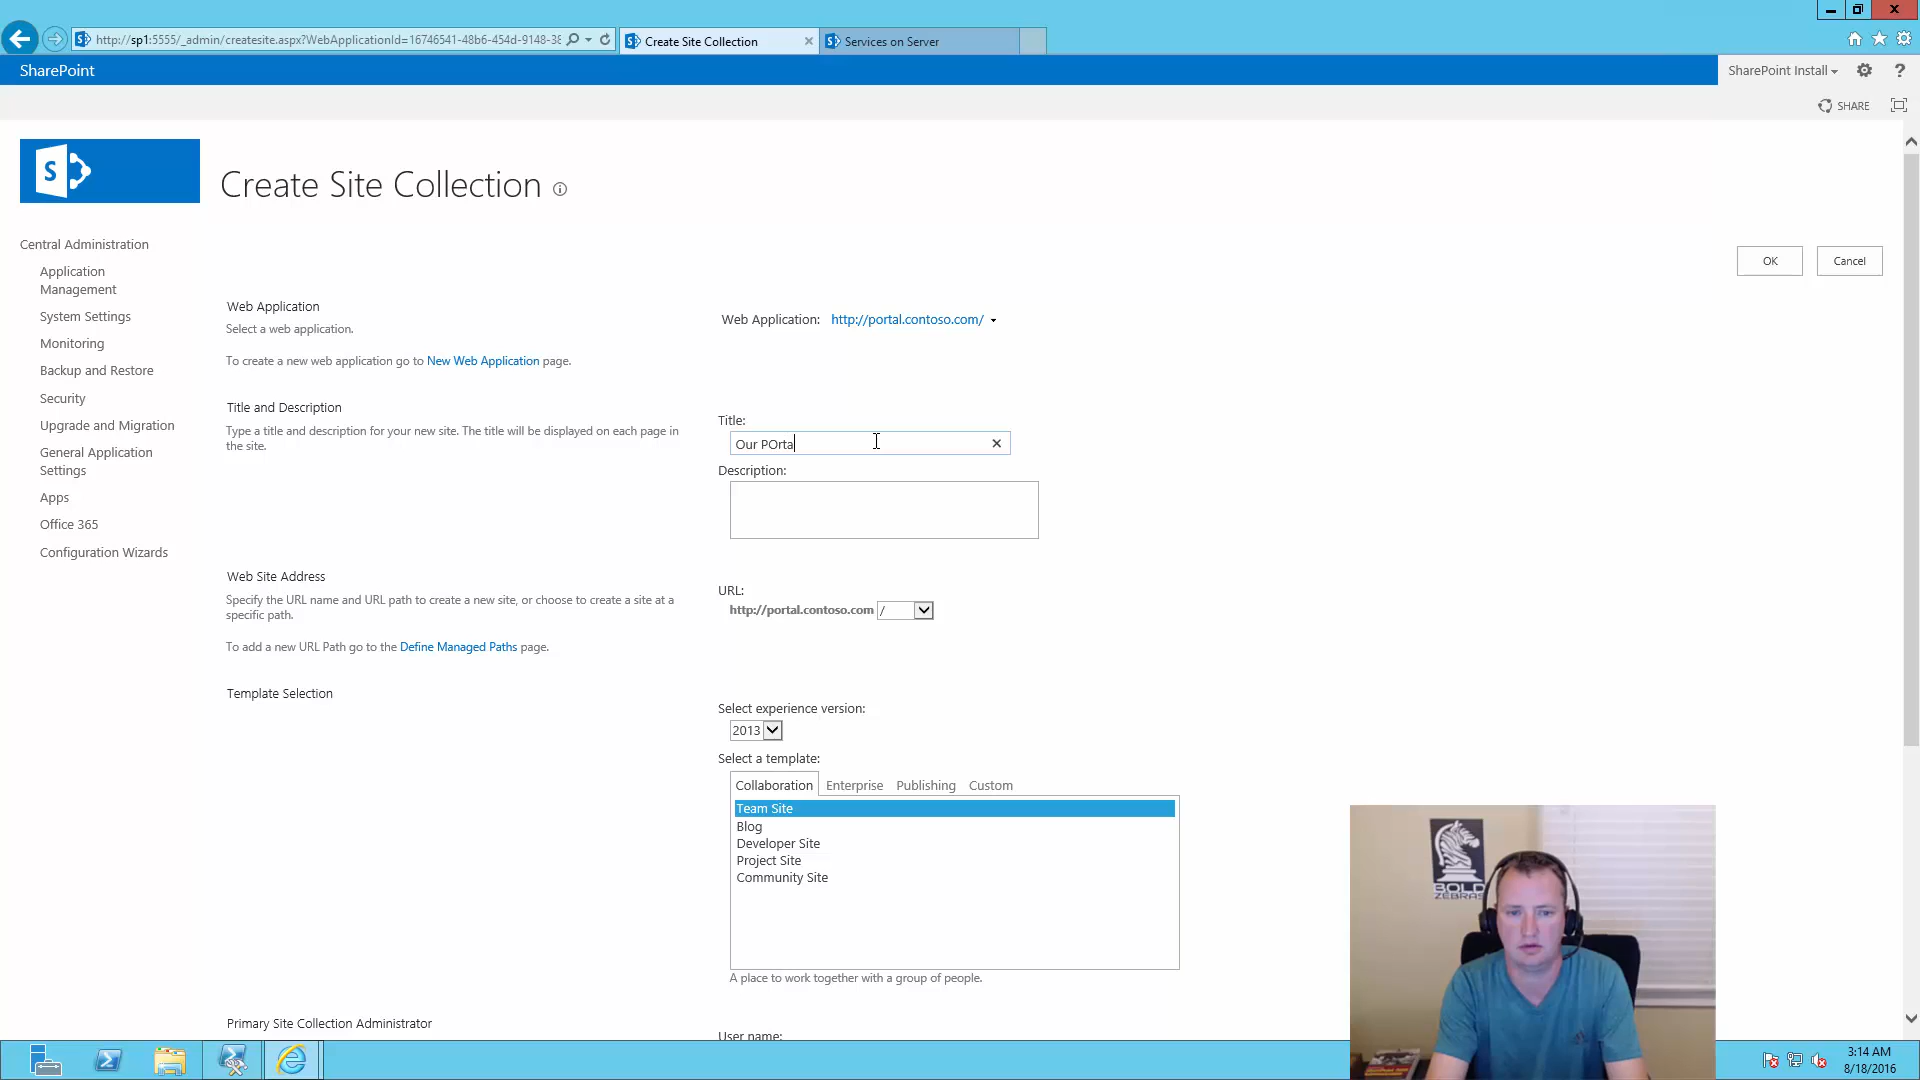 http://sp1:5555/_admin/createsite.aspx?WebApplicationId=16746541-48b6-454d-9148-38
Create Site Collection
Services on Server
SharePoint
SharePoint Install
SHARE
S
Create Site Collection
Central Administration
Application
Management
System Settings
Monitoring
Backup and Restore
Security
Upgrade and Migration
General Application
Settings
Apps
Office 365
Configuration Wizards
OK
Cancel
Web Application
Select a web application.
To create a new web application go to New Web Application page.
Web Application: http://portal.contoso.com/
Title and Description
Type a title and description for your new site. The title will be displayed on each page in
the site.
Title:
Our POrta
Description:
Web Site Address
Specify the URL name and URL path to create a new site, or choose to create a site at a
specific path.
To add a new URL Path go to the Define Managed Paths page.
URL:
http://portal.contoso.com /
Template Selection
Select experience version:
2013
Select a template:
Collaboration Enterprise Publishing Custom
Team Site
Blog
Developer Site
Project Site
Community Site
A place to work together with a group of people.
Primary Site Collection Administrator
User name:
BOLD
ZEBRAS
3:14 AM
8/18/2016